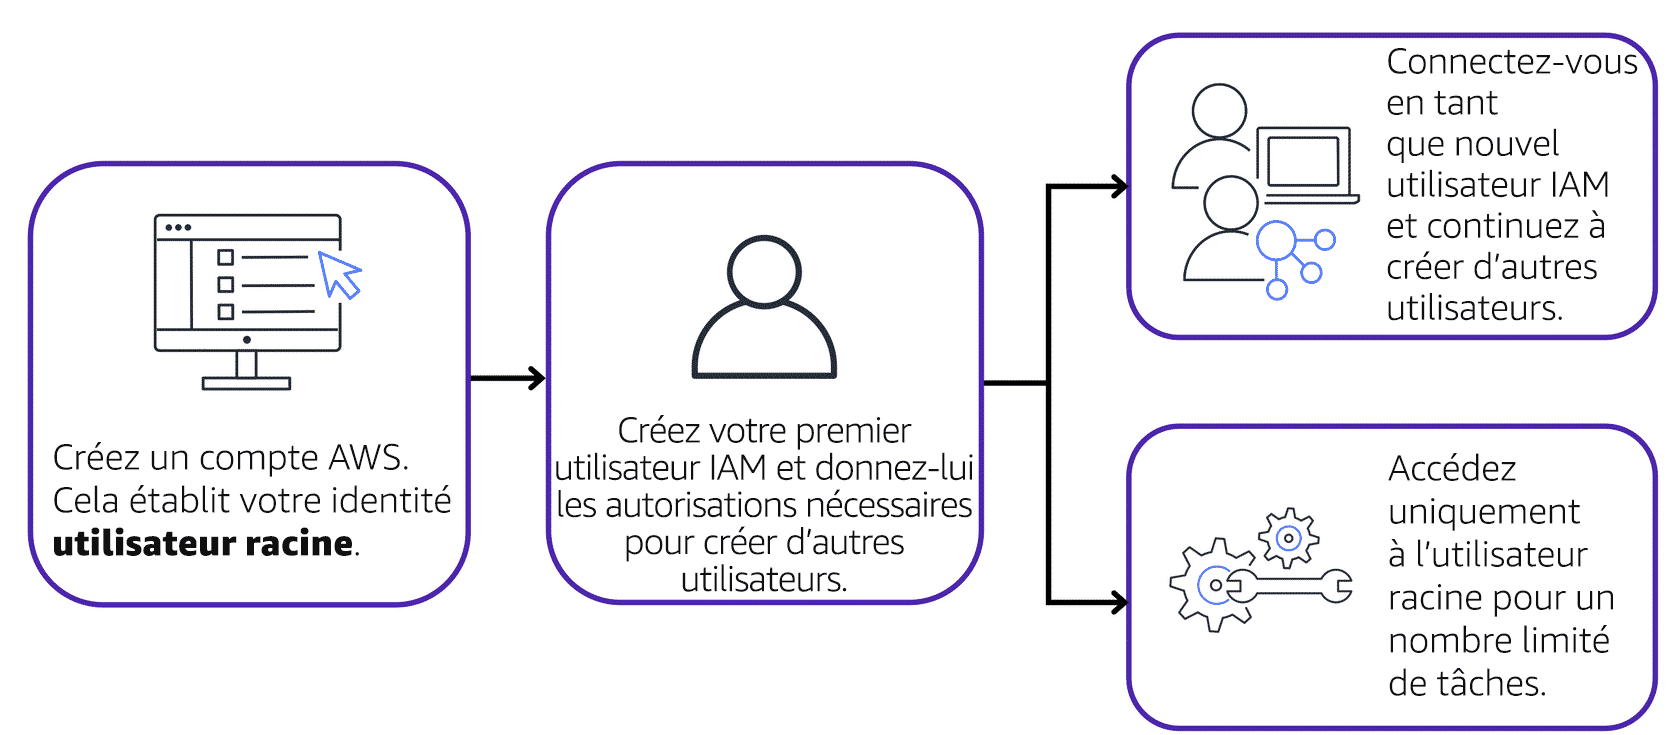 Créez un compte AWS.
Cela établit votre identité
utilisateur racine.
Créez votre premier
utilisateur IAM et donnez-lui
les autorisations nécessaires
pour créer d’autres
utilisateurs.
Connectez-vous
en tant
que nouvel
utilisateur IAM
et continuez à
créer d’autres
utilisateurs.
Accédez
uniquement
à l’utilisateur
racine pour un
nombre limité
de tâches.